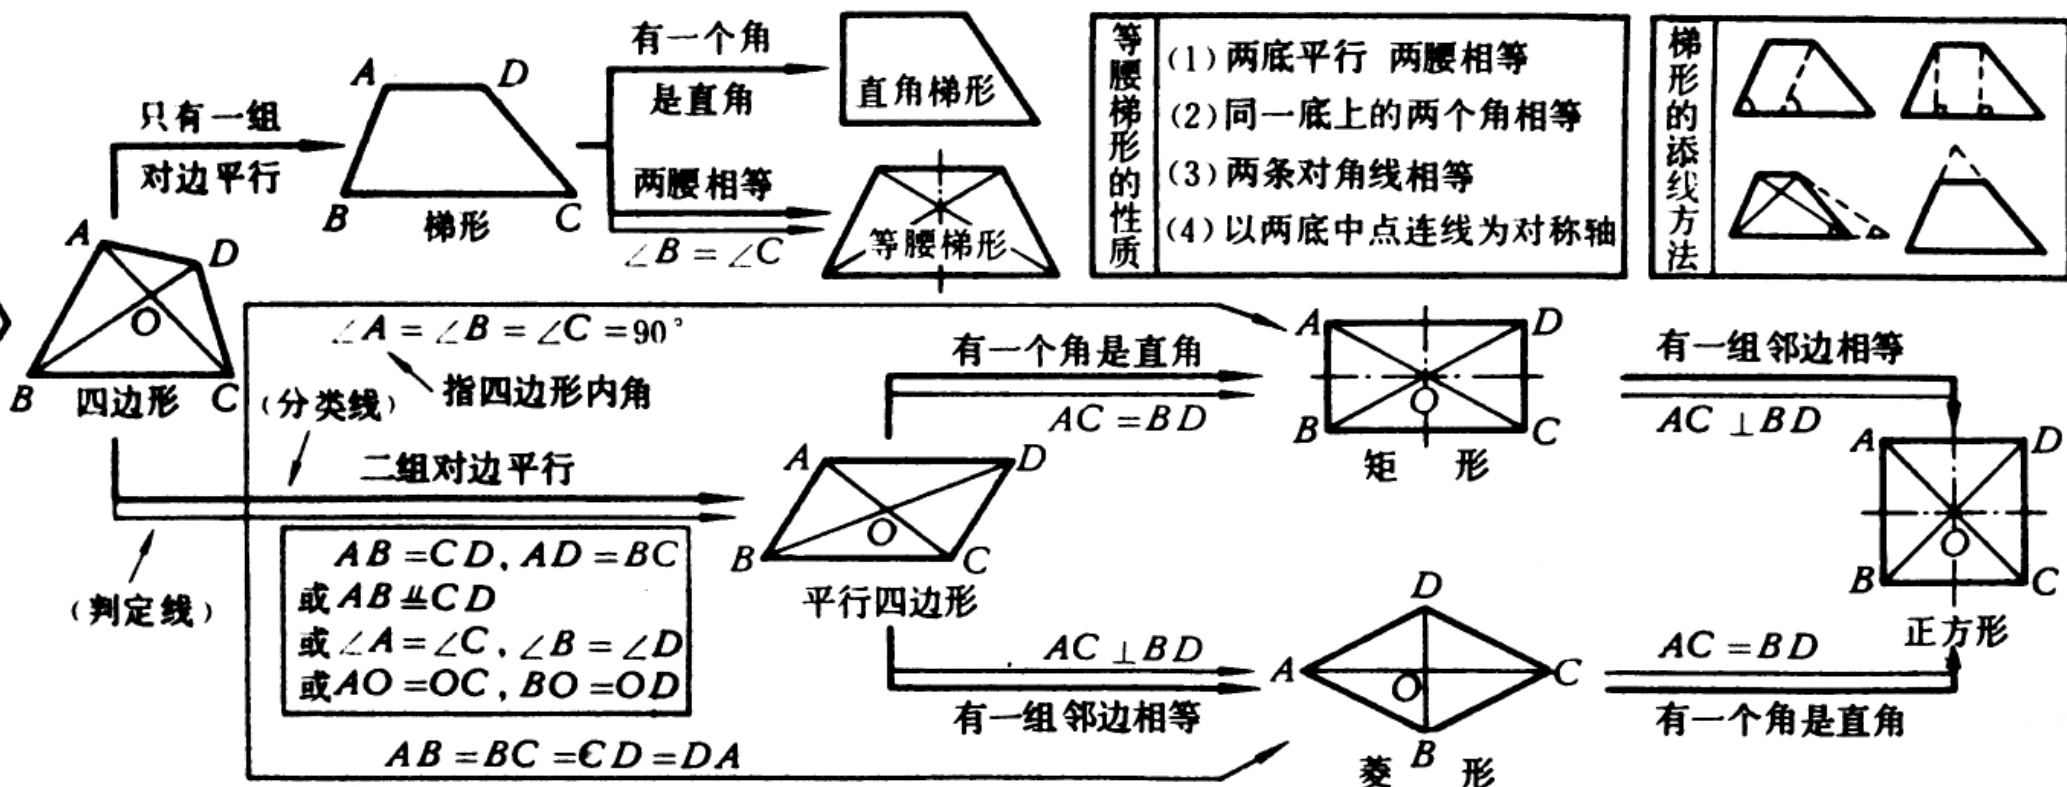 只有一组
对边平行
A D
B C
梯形
有一个角
是直角
直角梯形
两腰相等
∠B=∠C
等腰梯形
等腰梯形的性质
(1)两底平行 两腰相等
(2)同一底上的两个角相等
(3)两条对角线相等
(4)以两底中点连线为对称轴
梯形的添线方法
A D
O
B C
四边形
∠A=∠B=∠C=90°
指四边形内角
(分类线)
二组对边平行
(判定线)
AB=CD,AD=BC
或AB⋕CD
或∠A=∠C,∠B=∠D
或AO=OC,BO=OD
AB=BC=CD=DA
A D
O
B C
平行四边形
有一个角是直角
AC=BD
A D
O
B C
矩 形
有一组邻边相等
AC⊥BD
A D
O
B C
正方形
AC⊥BD
有一组邻边相等
D
A O C
B
菱 形
AC=BD
有一个角是直角